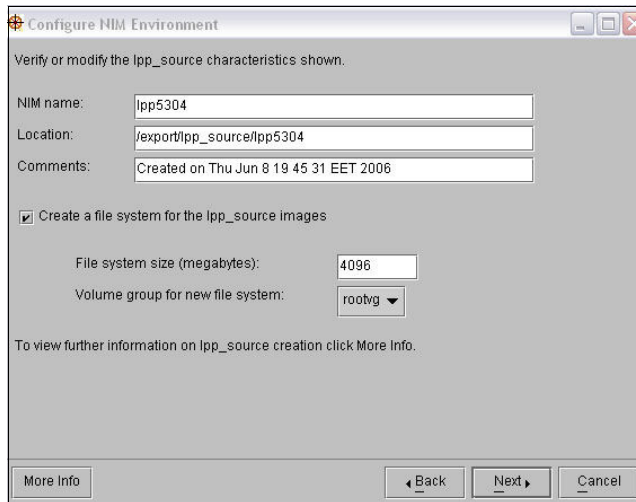 Configure NIM Environment
Verify or modify the lpp_source characteristics shown.
NIM name: lpp5304
Location: /export/lpp_source/lpp5304
Comments: Created on Thu Jun 8 19 45 31 EET 2006
Create a file system for the lpp_source images
File system size (megabytes): 4096
Volume group for new file system: rootvg
To view further information on lpp_source creation click More Info.
More Info Back Next Cancel